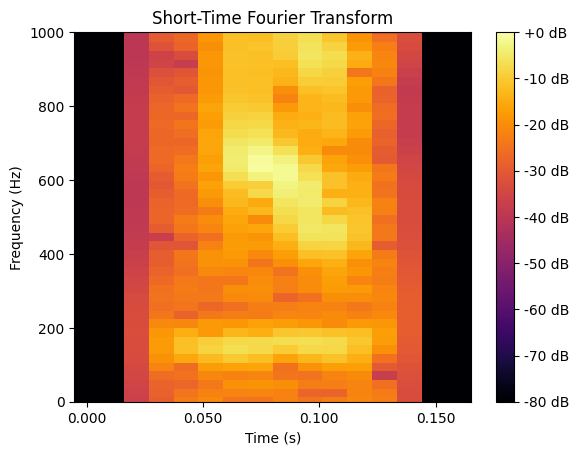 Short-Time Fourier Transform
1000
800
600
400
200
0
Frequency (Hz)
0.000
0.050
0.100
0.150
Time (s)
+0 dB
-10 dB
-20 dB
-30 dB
-40 dB
-50 dB
-60 dB
-70 dB
-80 dB